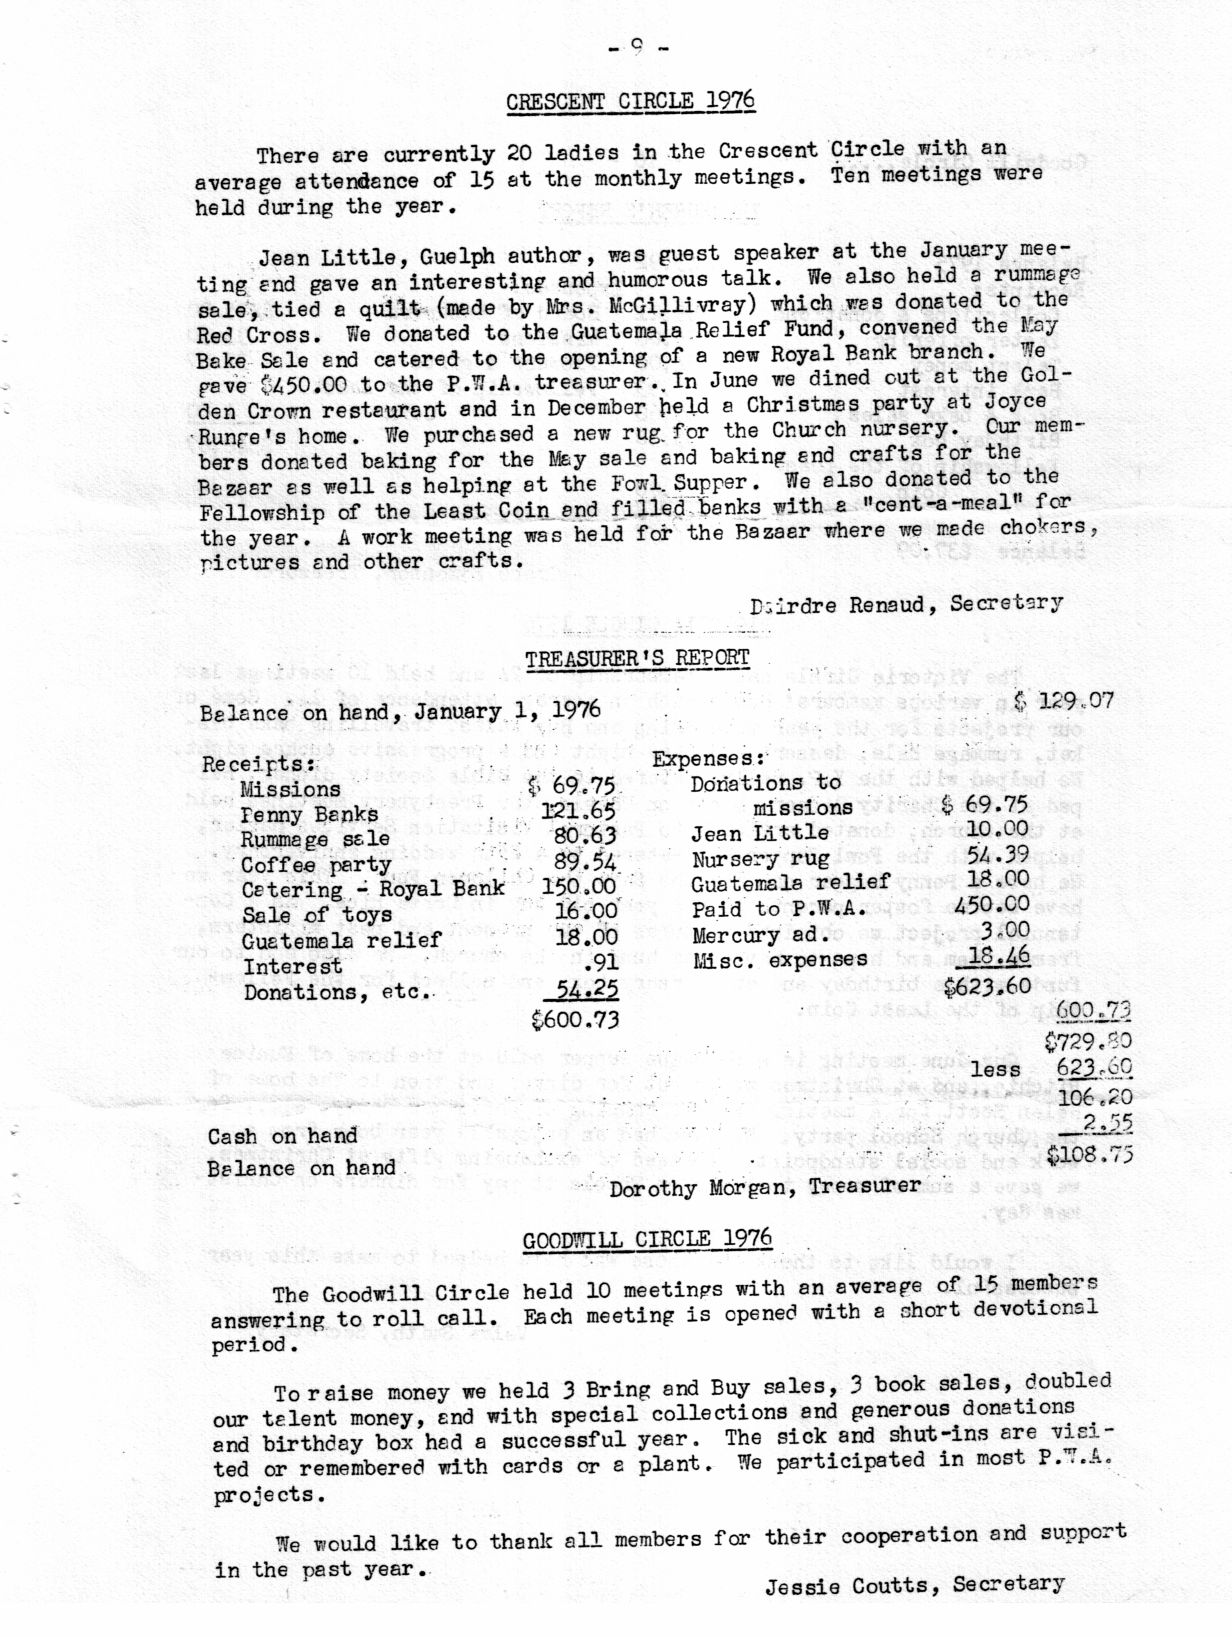 - 9 -
CRESCENT CIRCLE 1976
There are currently 20 ladies in the Crescent Circle with an
average attendance of 15 at the monthly meetings. Ten meetings were
held during the year.
Jean Little, Guelph author, was guest speaker at the January mee-
ting and gave an interesting and humorous talk. We also held a rummage
sale, tied a quilt (made by Mrs. McGillivray) which was donated to the
Red Cross. We donated to the Guatemala Relief Fund, convened the May
Bake Sale and catered to the opening of a new Royal Bank branch. We
gave $450.00 to the P.W.A. treasurer. In June we dined out at the Gol-
den Crown restaurant and in December held a Christmas party at Joyce
Runge's home. We purchased a new rug for the Church nursery. Our mem-
bers donated baking for the May sale and baking and crafts for the
Bazaar as well as helping at the Fowl Supper. We also donated to the
Fellowship of the Least Coin and filled banks with a "cent-a-meal" for
the year. A work meeting was held for the Bazaar where we made chokers,
pictures and other crafts.
Deirdre Renaud, Secretary
TREASURER'S REPORT
Balance on hand, January 1, 1976 $ 129.07
Receipts: Expenses:
Missions $ 69.75 Donations to
Penny Banks 121.65 missions $ 69.75
Rummage sale 80.63 Jean Little 10.00
Coffee party 89.54 Nursery rug 54.39
Catering - Royal Bank 150.00 Guatemala relief 18.00
Sale of toys 16.00 Paid to P.W.A. 450.00
Guatemala relief 18.00 Mercury ad. 3.00
Interest .91 Misc. expenses 18.46
Donations, etc. 54.25 $623.60
$600.73 600.73
$729.80
less 623.60
106.20
Cash on hand 2.55
Balance on hand $108.75
Dorothy Morgan, Treasurer
GOODWILL CIRCLE 1976
The Goodwill Circle held 10 meetings with an average of 15 members
answering to roll call. Each meeting is opened with a short devotional
period.
To raise money we held 3 Bring and Buy sales, 3 book sales, doubled
our talent money, and with special collections and generous donations
and birthday box had a successful year. The sick and shut-ins are visi-
ted or remembered with cards or a plant. We participated in most P.W.A.
projects.
We would like to thank all members for their cooperation and support
in the past year.
Jessie Coutts, Secretary